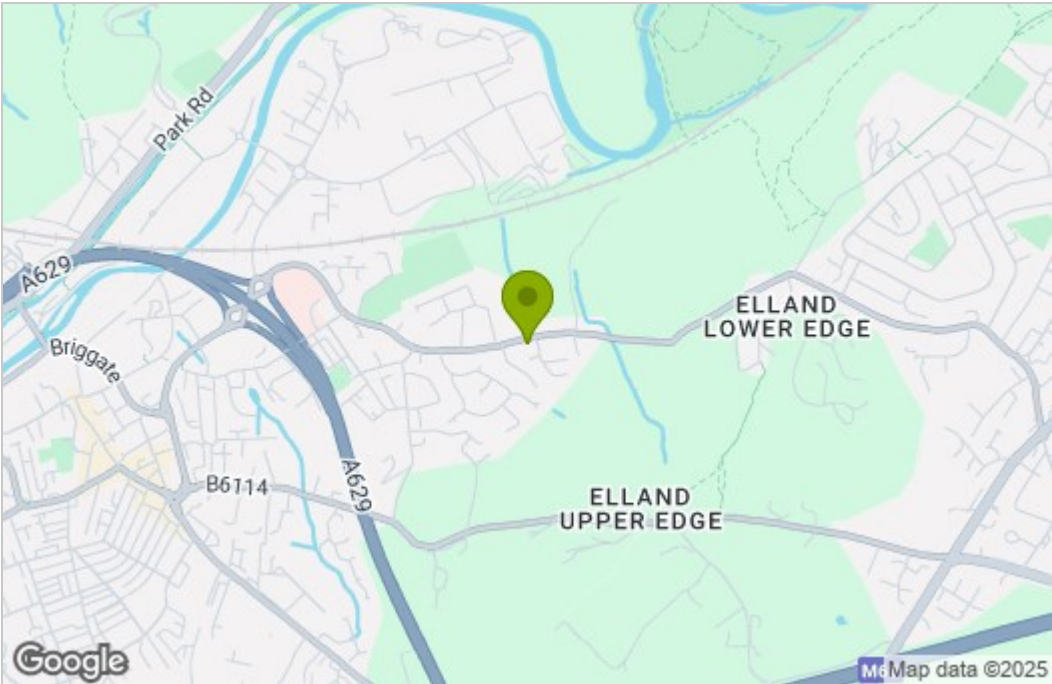 Park Rd
A629
ELLAND
LOWER EDGE
Briggate
A629
B6114
ELLAND
UPPER EDGE
Google
Map data ©2025